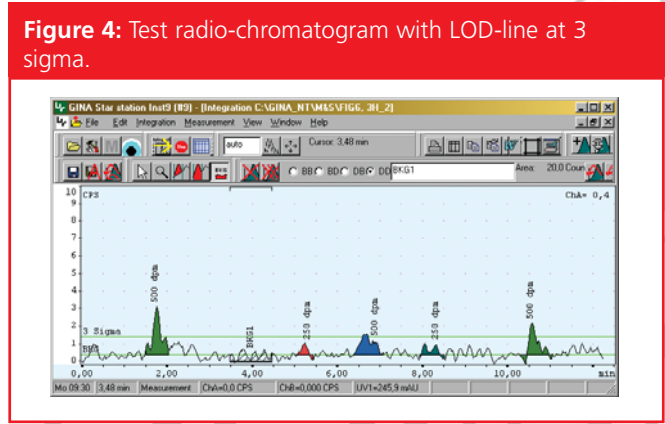 Figure 4: Test radio-chromatogram with LOD-line at 3
sigma.
GINA Star station Inst9 (#9) - [Integration C:\GINA_NT\M&S\FIG6, 3H_2]
File Edit Integration Measurement View Window Help
auto
Cursor: 3,48 min
BB BD DB DD BKG1 Area: 20,0 Coun
10 CPS ChA= 0,4
9
8
7
6
5
4
3
2
1
0
3 Sigma
BKG
500 dpm
BKG1
250 dpm
500 dpm
250 dpm
500 dpm
0,00 2,00 4,00 6,00 8,00 10,00 min
Mo 09:30 3,48 min Measurement ChA=0,0 CPS ChB=0,000 CPS UV1=245,9 mAU